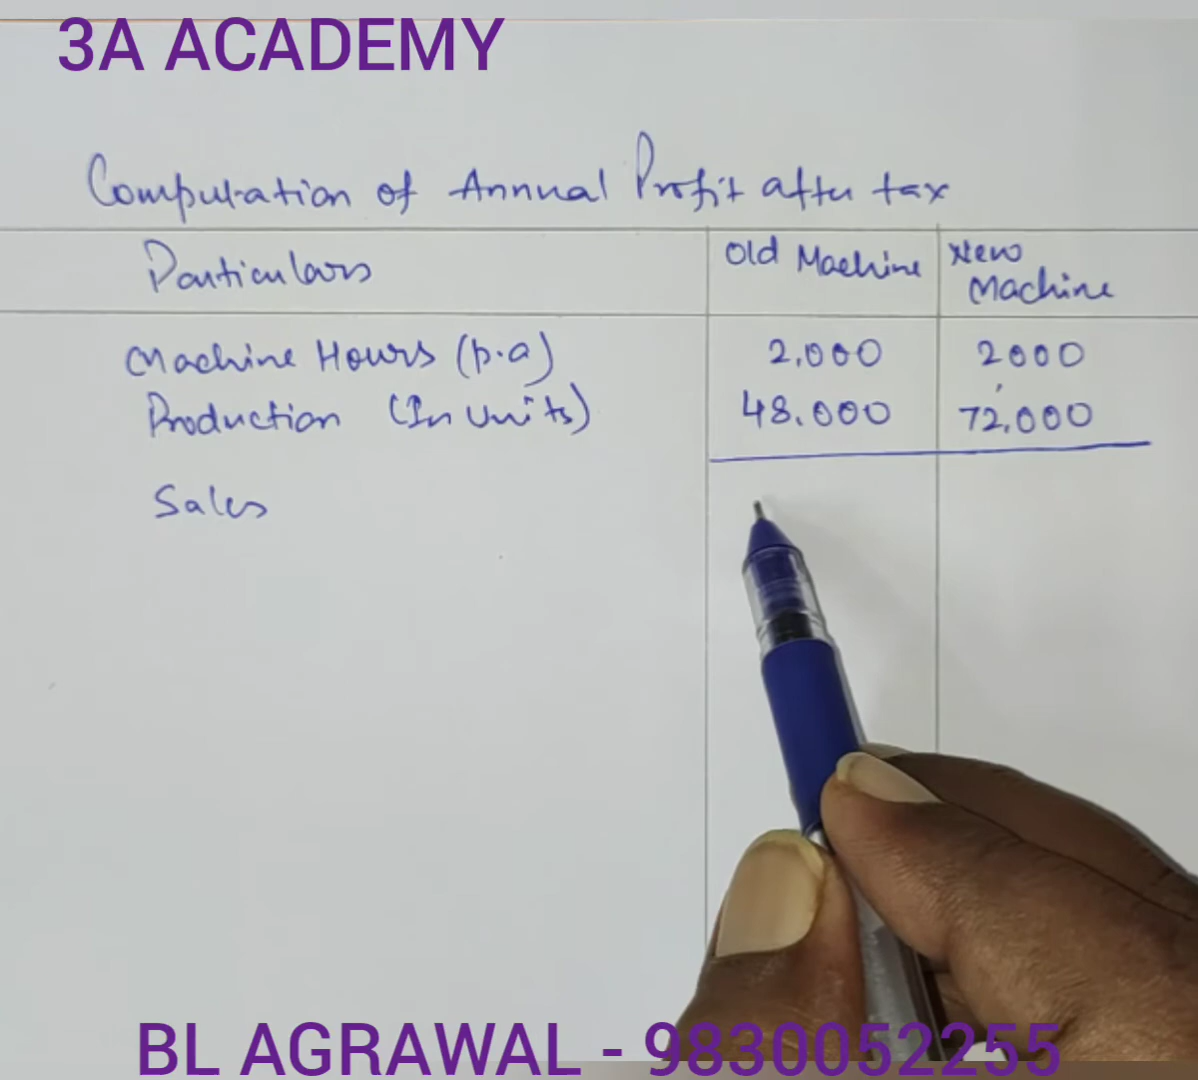 3A ACADEMY
Computation of Annual Profit after tax
Particulars Old Machine New Machine
Machine Hours (p.a) 2,000 2000
Production (In Units) 48.000 72,000
Sales
BL AGRAWAL - 9830052255